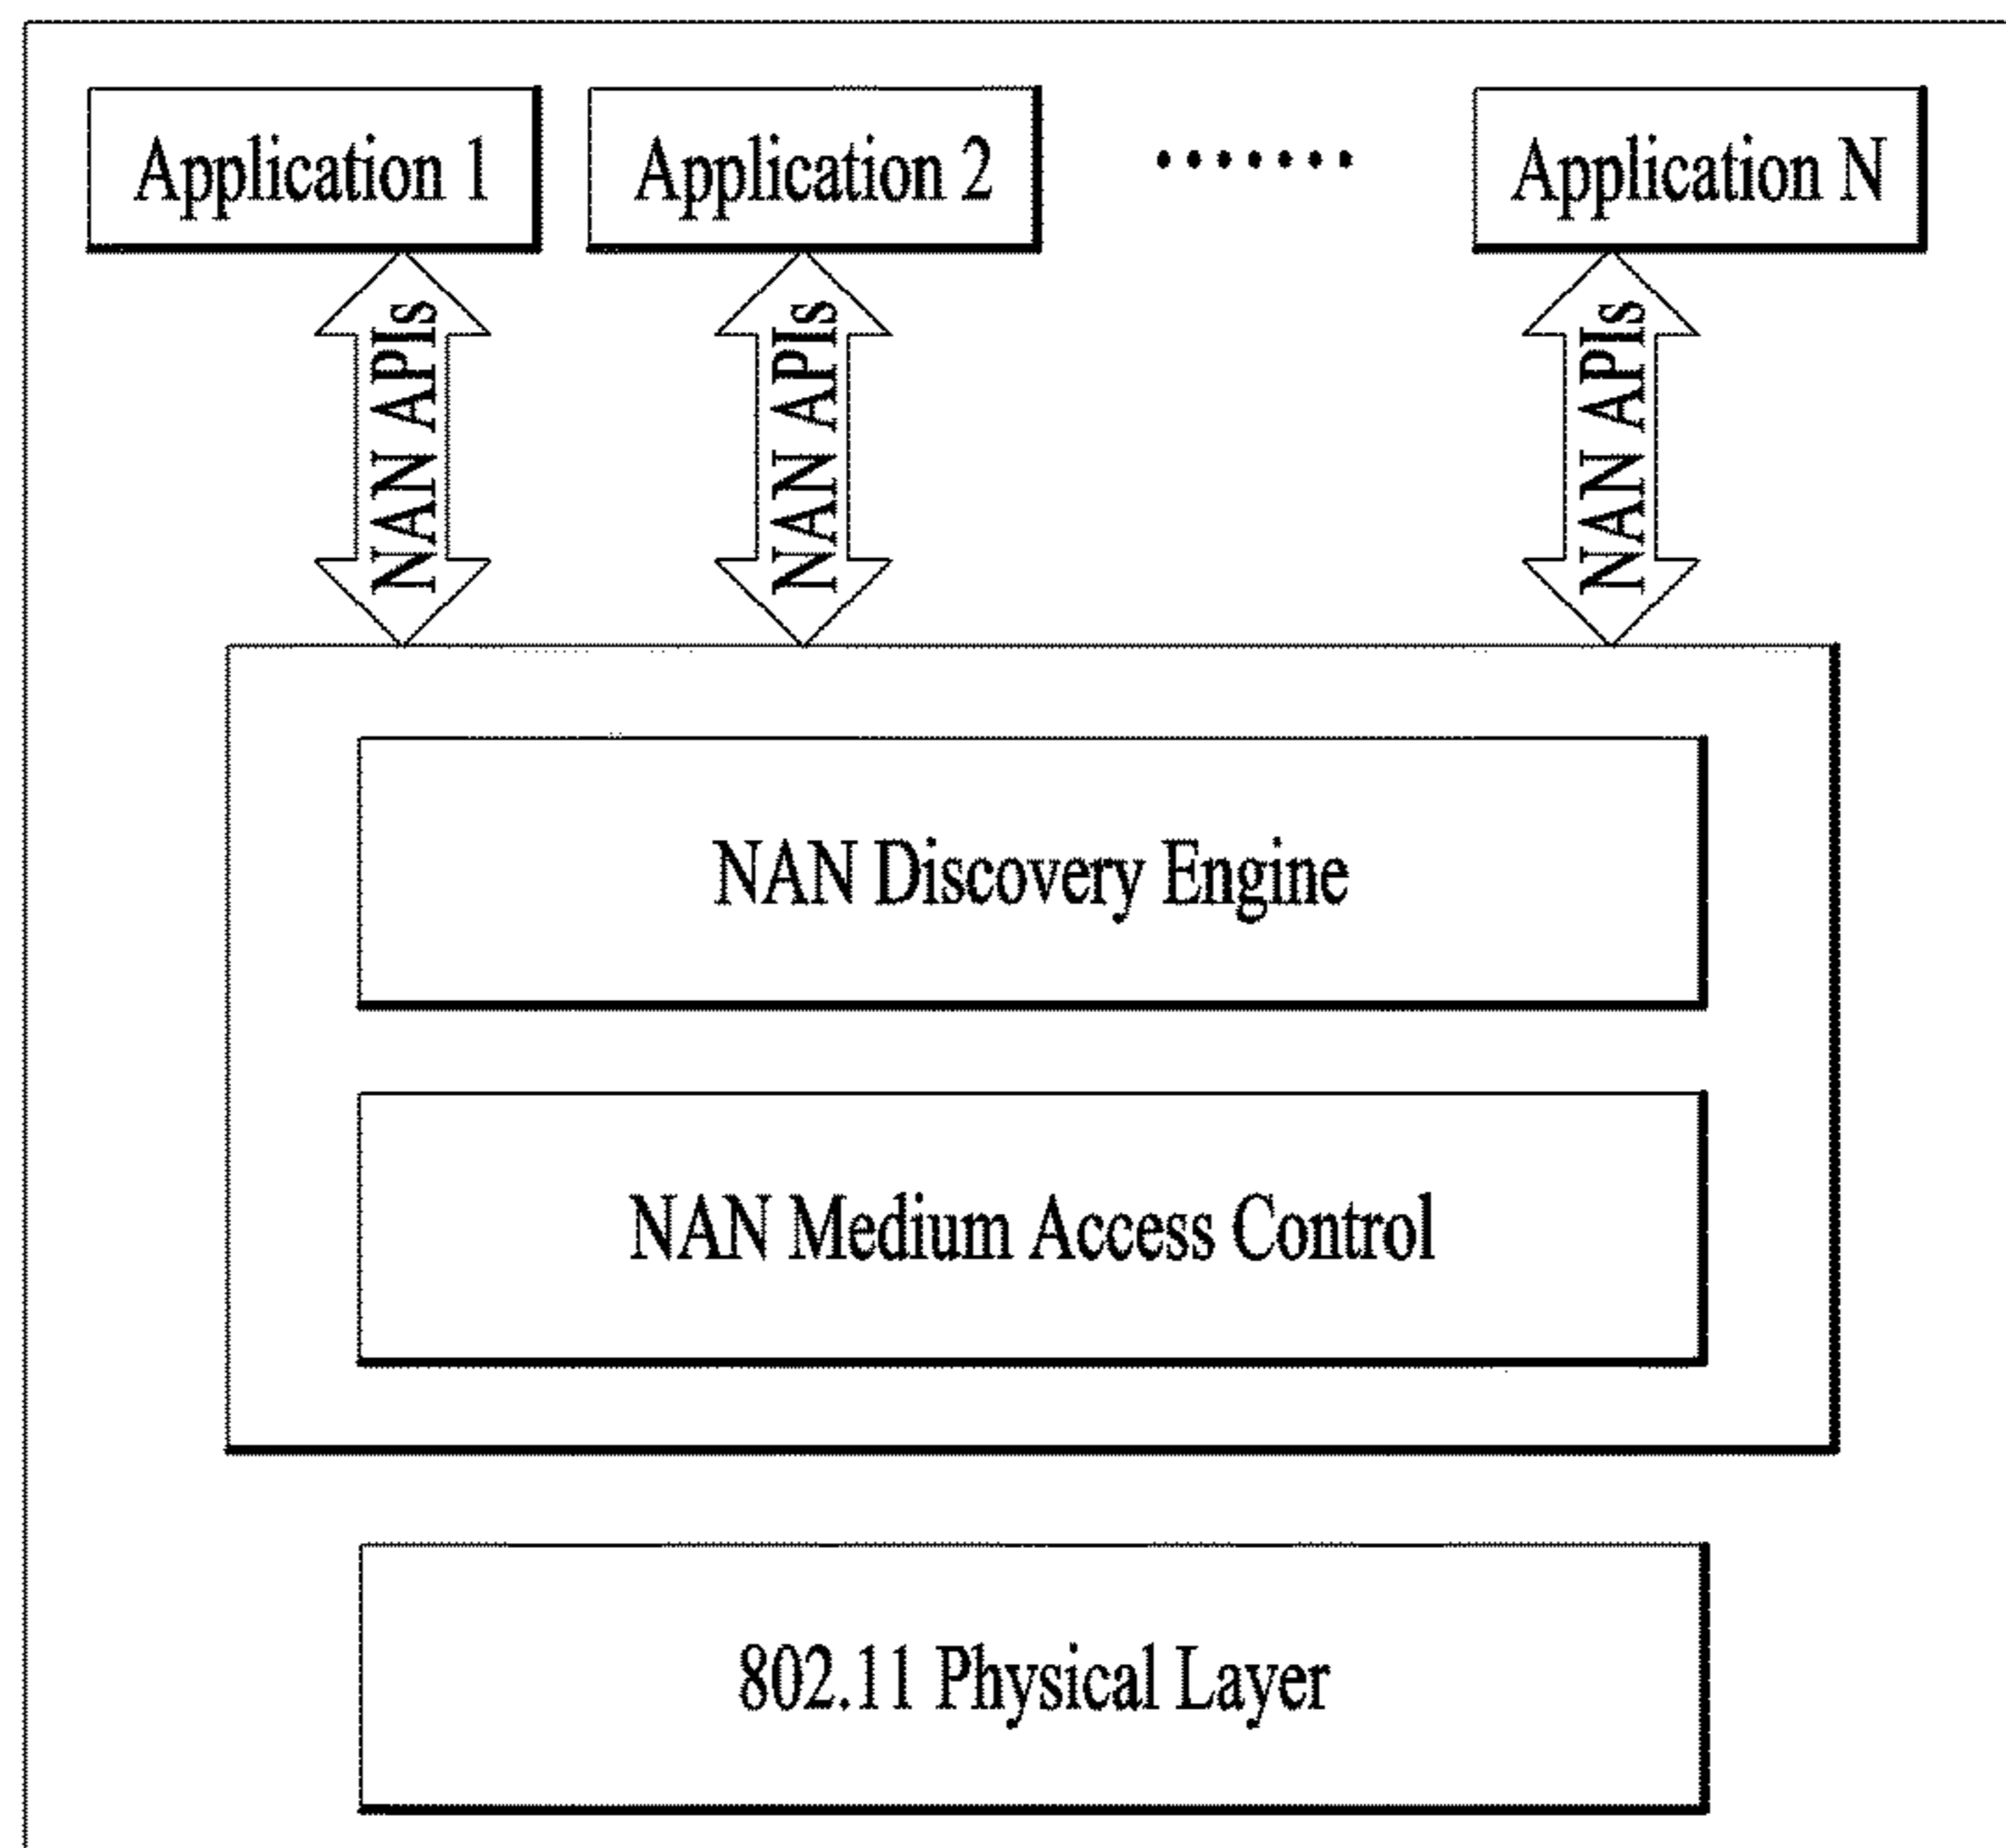 Application 1
Application 2
.......
Application N
NAN APIs
NAN APIs
NAN APIs
NAN Discovery Engine
NAN Medium Access Control
802.11 Physical Layer